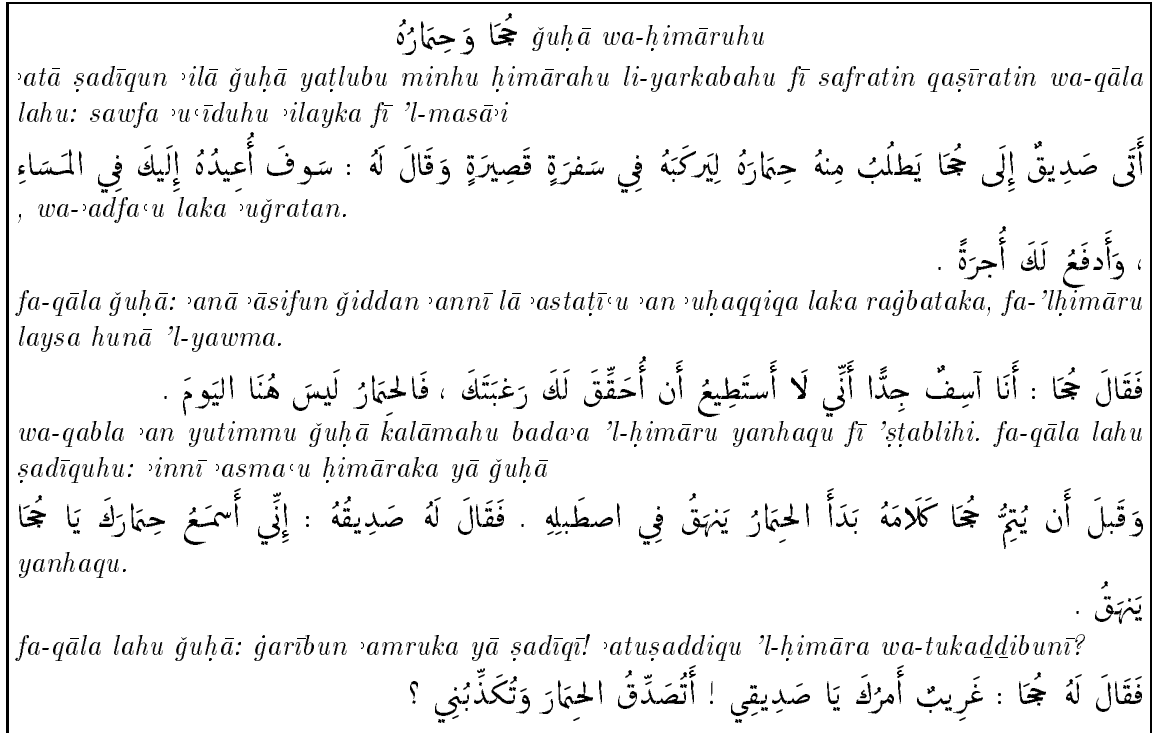 جُحَا وَحِمَارُهُ ǧuḥā wa-ḥimāruhu
ʾatā ṣadīqun ʾilā ǧuḥā yaṭlubu minhu ḥimārahu li-yarkabahu fī safratin qaṣīratin wa-qāla
lahu: sawfa ʾuʿīduhu ʾilayka fī ’l-masāʾi
أَتَى صَدِيقٌ إِلَى جُحَا يَطلُبُ مِنهُ حِمَارَهُ لِيَركَبَهُ فِي سَفرَةٍ قَصِيرَةٍ وَقَالَ لَهُ : سَوفَ أُعِيدُهُ إِلَيكَ فِي المَسَاءِ
, wa-ʾadfaʿu laka ʾuǧratan.
، وَأَدفَعُ لَكَ أُجرَةً .
fa-qāla ǧuḥā: ʾanā ʾāsifun ǧiddan ʾannī lā ʾastaṭīʿu ʾan ʾuḥaqqiqa laka raġbataka, fa-’lḥimāru
laysa hunā ’l-yawma.
فَقَالَ جُحَا : أَنَا آسِفٌ جِدًّا أَنِّي لَا أَستَطِيعُ أَن أُحَقِّقَ لَكَ رَغبَتَكَ ، فَالحِمَارُ لَيسَ هُنَا اليَومَ .
wa-qabla ʾan yutimmu ǧuḥā kalāmahu badaʾa ’l-ḥimāru yanhaqu fī ’ṣṭablihi. fa-qāla lahu
ṣadīquhu: ʾinnī ʾasmaʿu ḥimāraka yā ǧuḥā
وَقَبلَ أَن يُتِمُّ جُحَا كَلَامَهُ بَدَأَ الحِمَارُ يَنهَقُ فِي اصطَبلِهِ . فَقَالَ لَهُ صَدِيقُهُ : إِنِّي أَسمَعُ حِمَارَكَ يَا جُحَا
yanhaqu.
يَنهَقُ .
fa-qāla lahu ǧuḥā: ġarībun ʾamruka yā ṣadīqī! ʾatuṣaddiqu ’l-ḥimāra wa-tukaḏḏibunī?
فَقَالَ لَهُ جُحَا : غَرِيبٌ أَمرُكَ يَا صَدِيقِي ! أَتُصَدِّقُ الحِمَارَ وَتُكَذِّبُنِي ؟